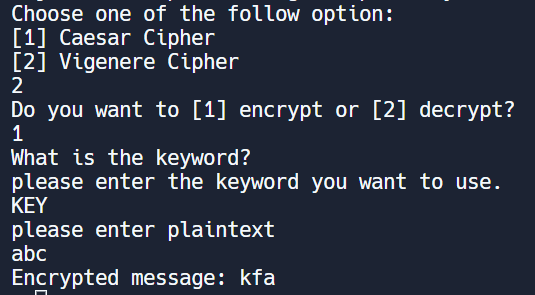 Choose one of the follow option:
[1] Caesar Cipher
[2] Vigenere Cipher
2
Do you want to [1] encrypt or [2] decrypt?
1
What is the keyword?
please enter the keyword you want to use.
KEY
please enter plaintext
abc
Encrypted message: kfa